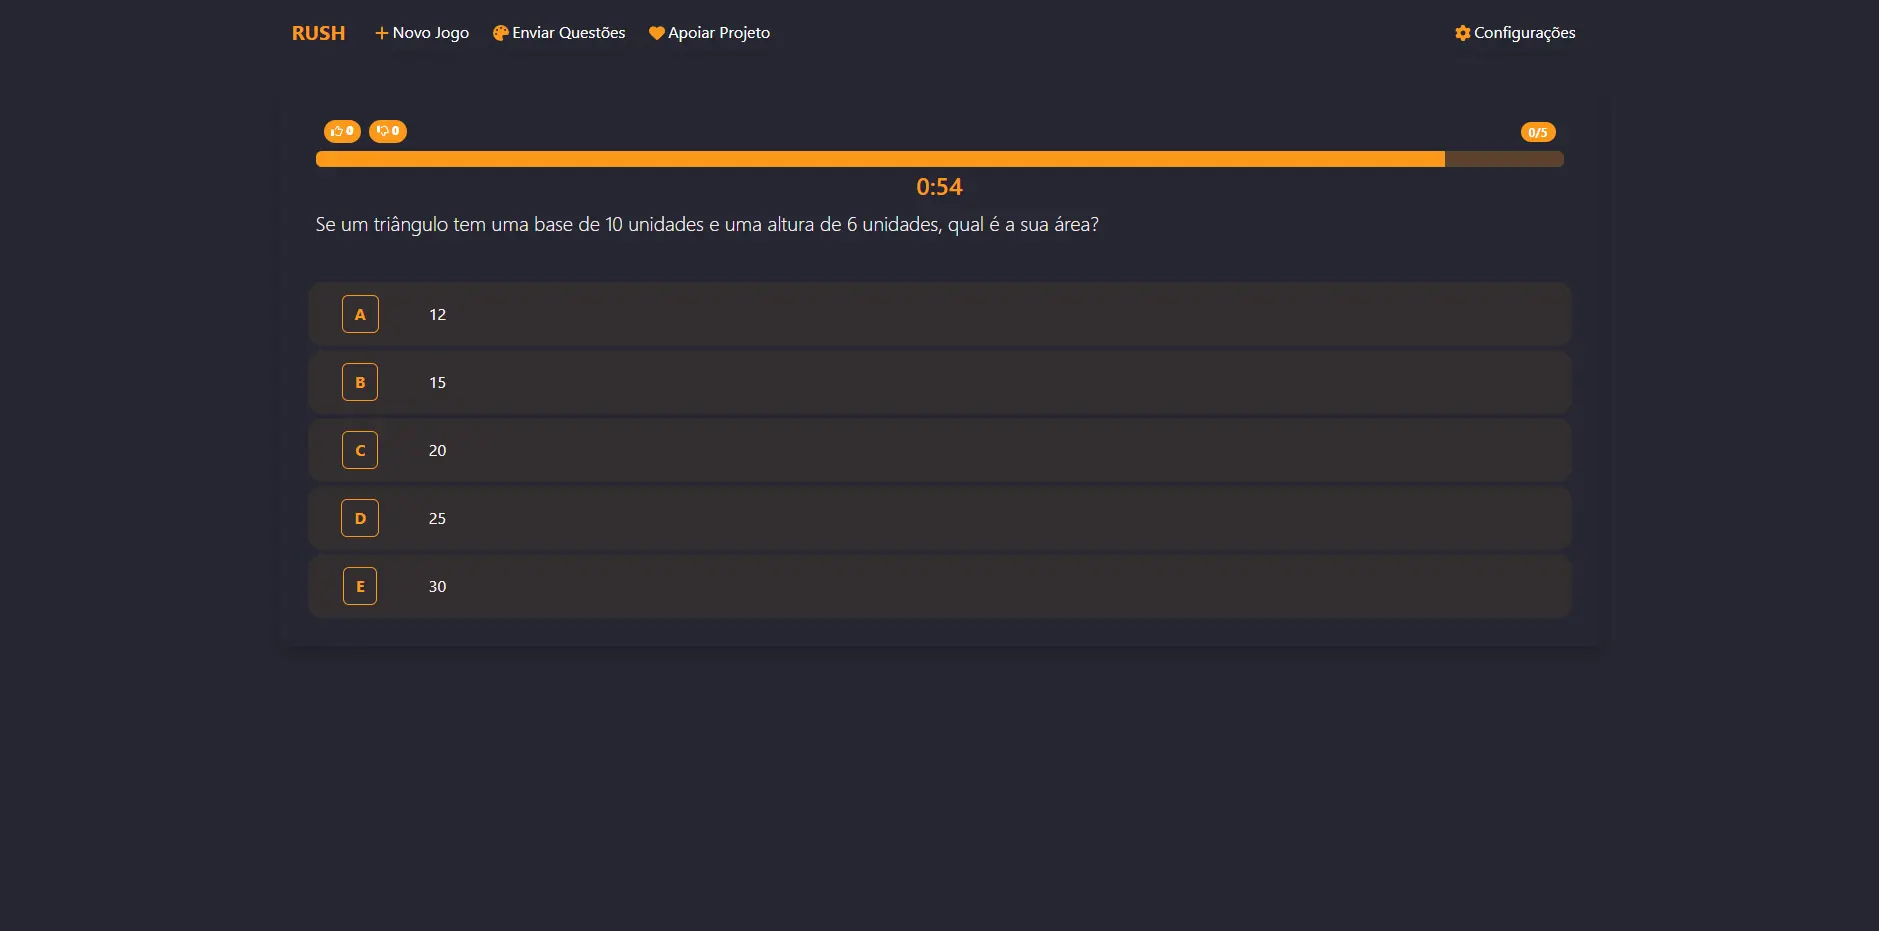 RUSH Novo Jogo Enviar Questões Apoiar Projeto Configurações
0 0 0/5
0:54
Se um triângulo tem uma base de 10 unidades e uma altura de 6 unidades, qual é a sua área?
A 12
B 15
C 20
D 25
E 30